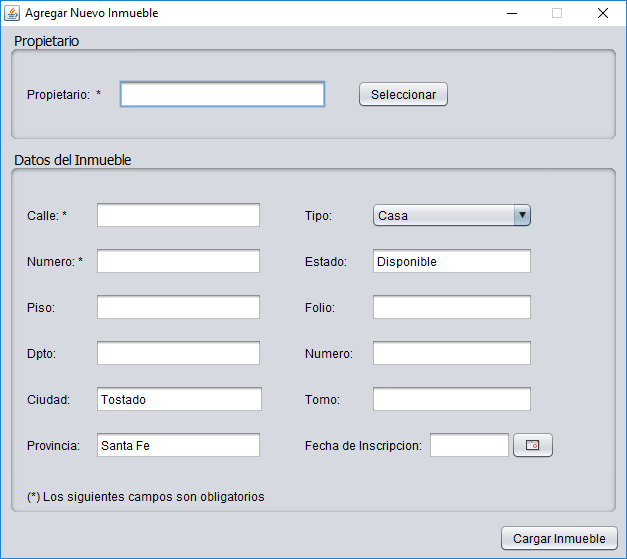 Agregar Nuevo Inmueble
Propietario
Propietario: *
Seleccionar
Datos del Inmueble
Calle: *
Tipo: Casa
Numero: *
Estado: Disponible
Piso:
Folio:
Dpto:
Numero:
Ciudad: Tostado
Tomo:
Provincia: Santa Fe
Fecha de Inscripcion:
(*) Los siguientes campos son obligatorios
Cargar Inmueble